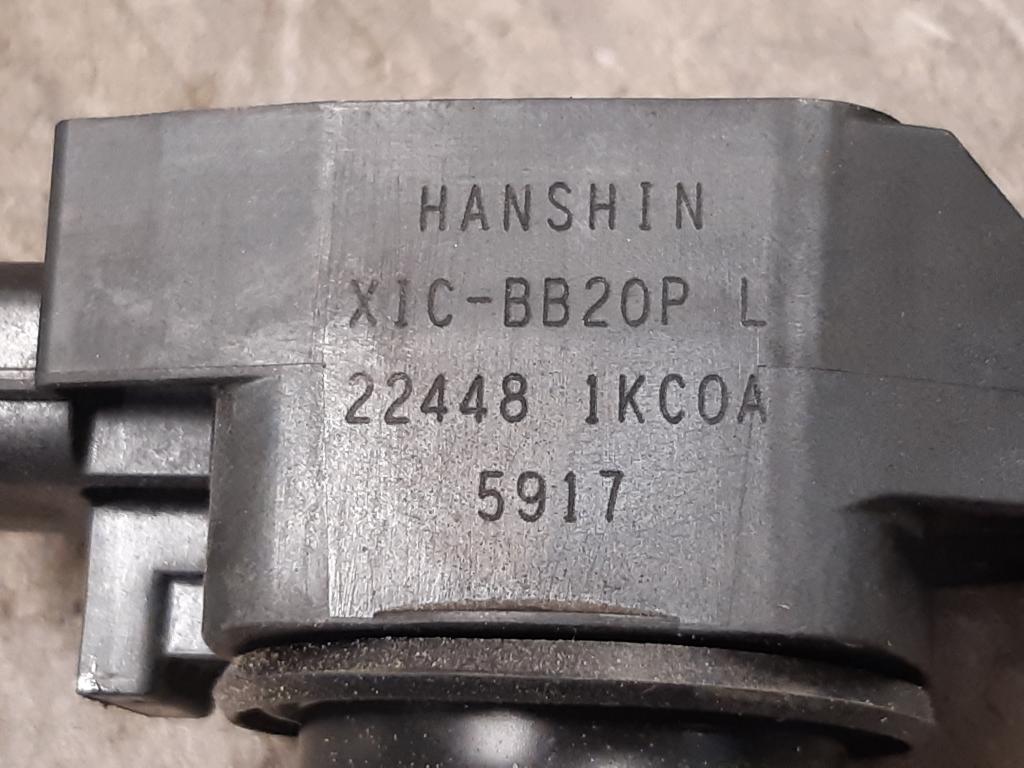 HANSHIN
XIC-BB20P L
22448 1KC0A
5917